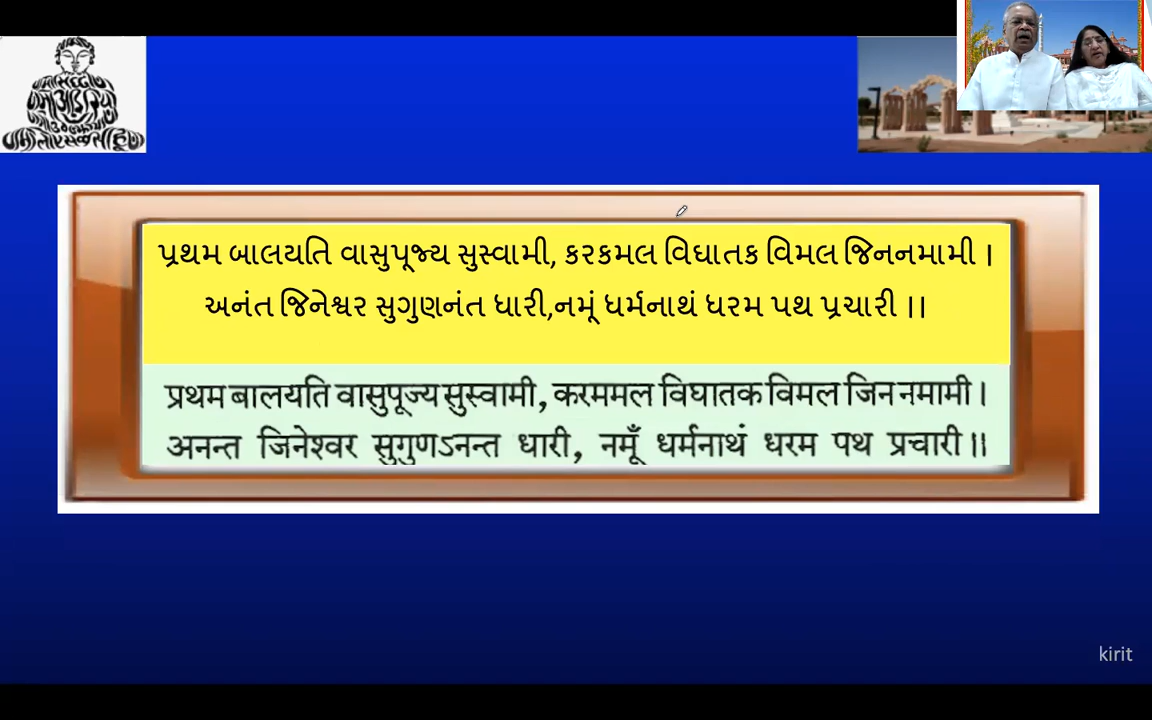 પ્રથમ બાલયતિ વાસુપૂજ્ય સુસ્વામી, કરકમલ વિઘાતક વિમલ જિનનમામી ।
અનંત જિનેશ્વર સુગુણનંત ધારી,નમૂં ધર્મનાથં ધરમ પથ પ્રચારી ।।
प्रथम बालयति वासुपूज्य सुस्वामी, करममल विघातक विमल जिन नमामी ।
अनन्त जिनेश्वर सुगुणऽनन्त धारी, नमूँ धर्मनाथं धरम पथ प्रचारी ॥
kirit